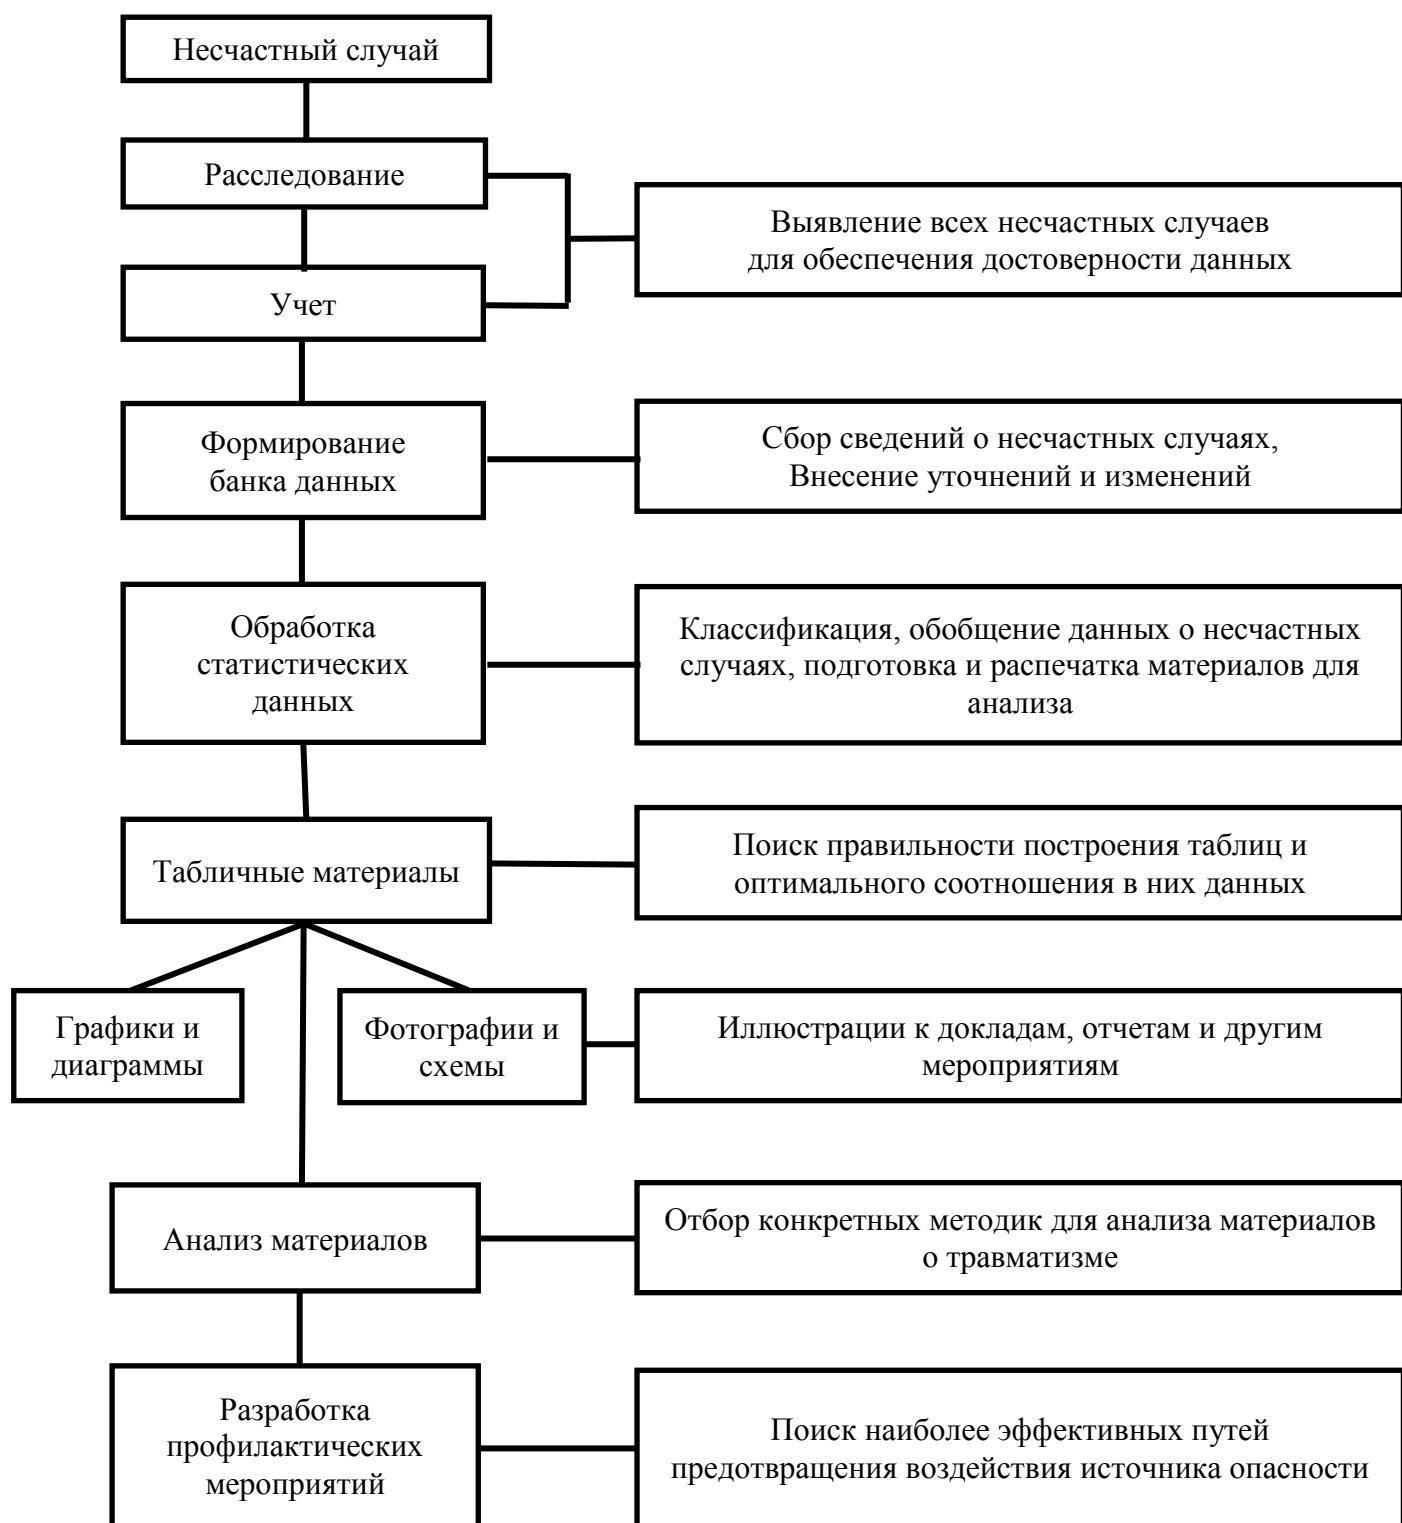 Несчастный случай
Расследование
Выявление всех несчастных случаев
для обеспечения достоверности данных
Учет
Формирование
банка данных
Сбор сведений о несчастных случаях,
Внесение уточнений и изменений
Обработка
статистических
данных
Классификация, обобщение данных о несчастных
случаях, подготовка и распечатка материалов для
анализа
Табличные материалы
Поиск правильности построения таблиц и
оптимального соотношения в них данных
Графики и
диаграммы
Фотографии и
схемы
Иллюстрации к докладам, отчетам и другим
мероприятиям
Анализ материалов
Отбор конкретных методик для анализа материалов
о травматизме
Разработка
профилактических
мероприятий
Поиск наиболее эффективных путей
предотвращения воздействия источника опасности